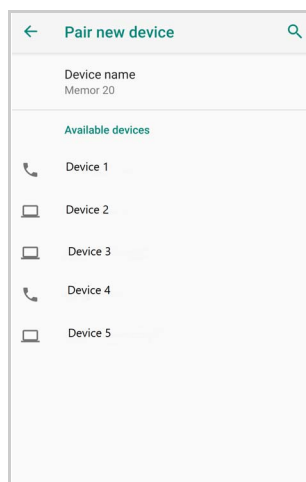 Pair new device
Device name
Memor 20
Available devices
Device 1
Device 2
Device 3
Device 4
Device 5